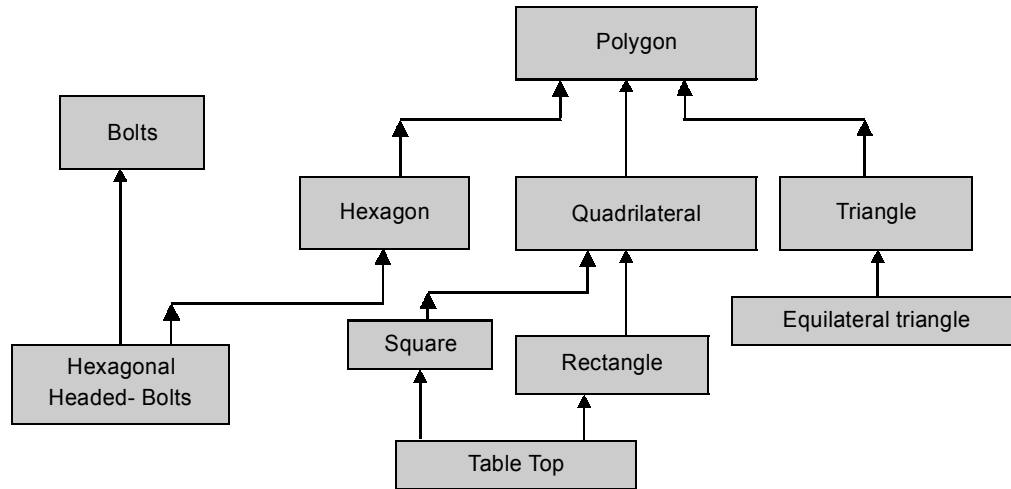 Polygon
Bolts
Hexagon
Quadrilateral
Triangle
Equilateral triangle
Square
Rectangle
Hexagonal
Headed- Bolts
Table Top